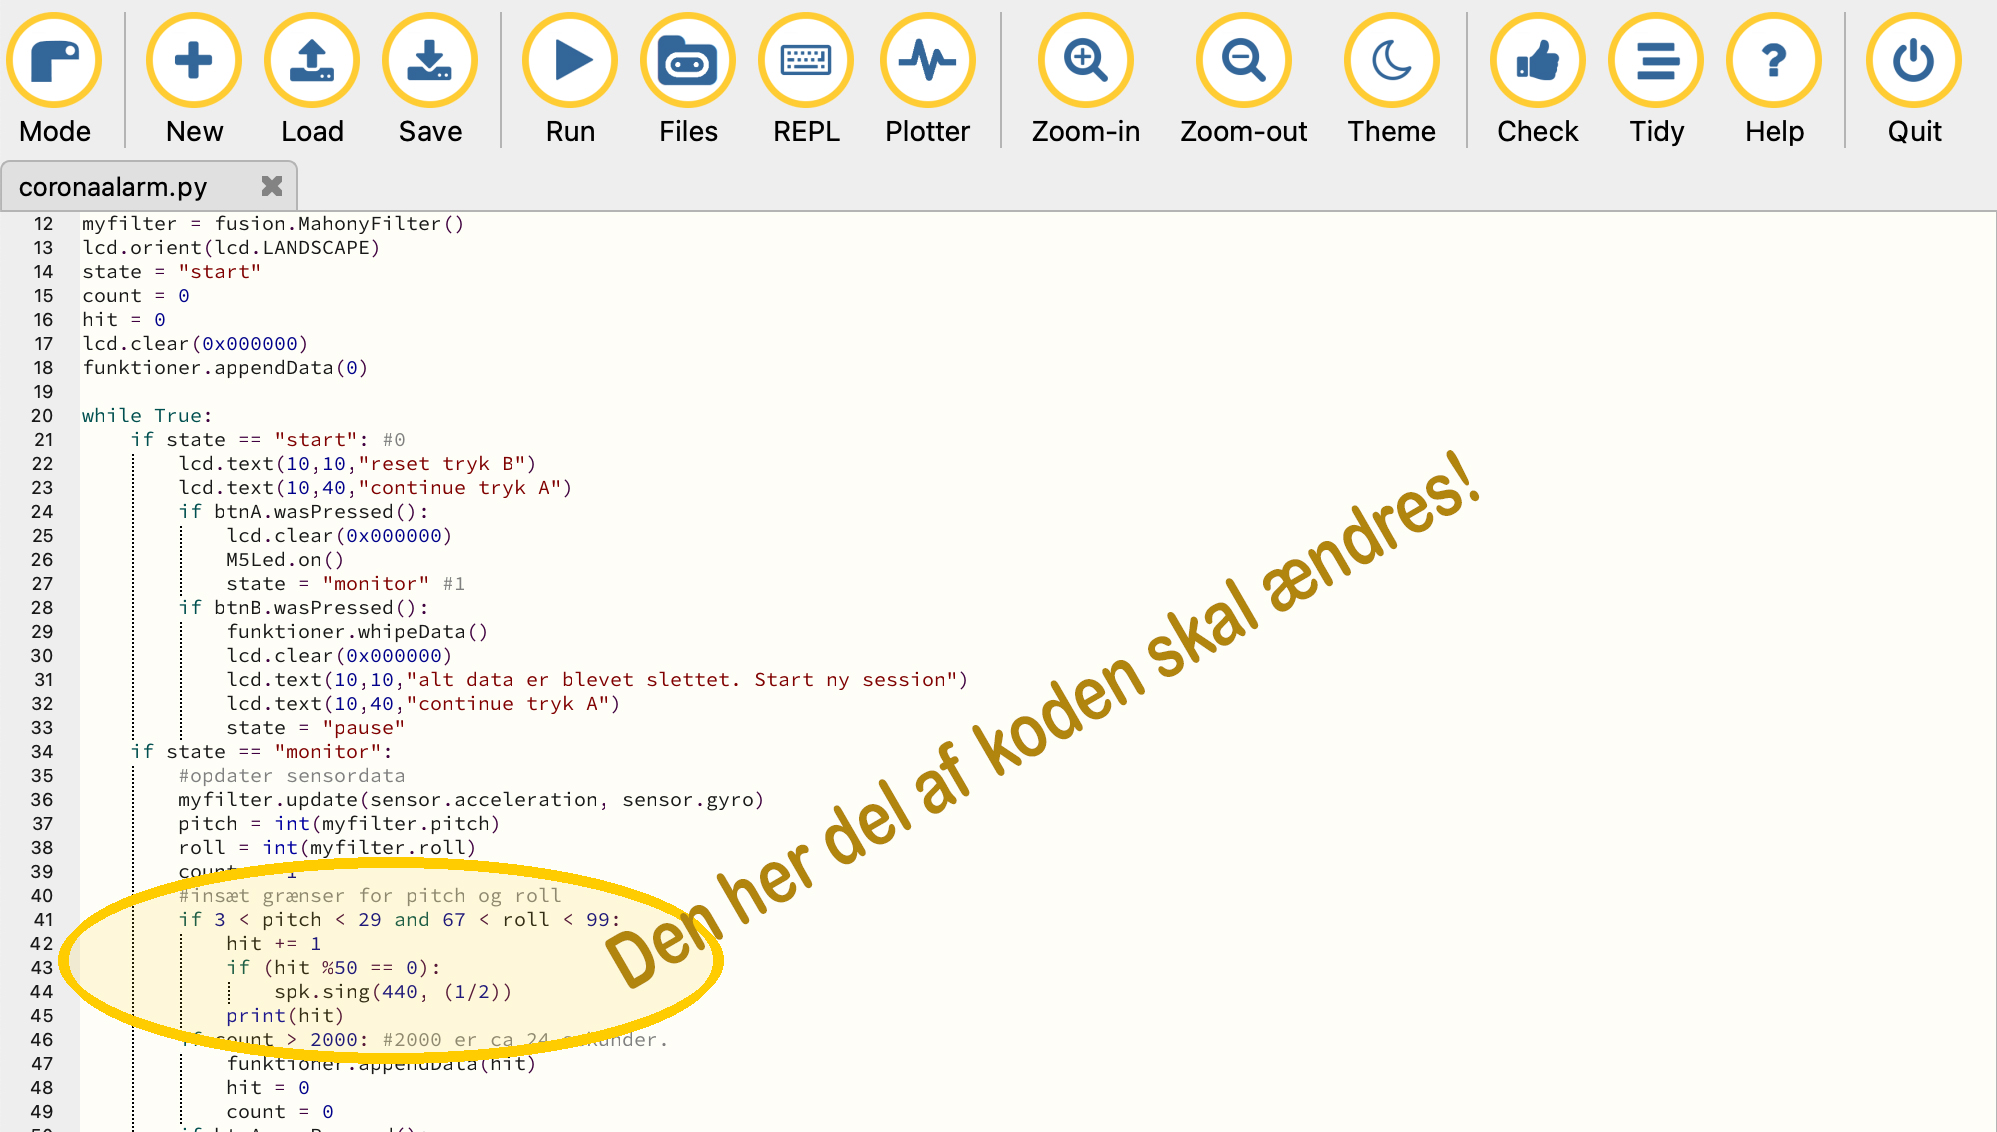 Mode New Load Save Run Files REPL Plotter Zoom-in Zoom-out Theme Check Tidy Help Quit
coronaalarm.py
12 myfilter = fusion.MahonyFilter()
13 lcd.orient(lcd.LANDSCAPE)
14 state = "start"
15 count = 0
16 hit = 0
17 lcd.clear(0x000000)
18 funktioner.appendData(0)
19
20 while True:
21 if state == "start": #0
22 lcd.text(10,10,"reset tryk B")
23 lcd.text(10,40,"continue tryk A")
24 if btnA.wasPressed():
25 lcd.clear(0x000000)
26 M5Led.on()
27 state = "monitor" #1
28 if btnB.wasPressed():
29 funktioner.whipeData()
30 lcd.clear(0x000000)
31 lcd.text(10,10,"alt data er blevet slettet. Start ny session")
32 lcd.text(10,40,"continue tryk A")
33 state = "pause"
34 if state == "monitor":
35 #opdater sensordata
36 myfilter.update(sensor.acceleration, sensor.gyro)
37 pitch = int(myfilter.pitch)
38 roll = int(myfilter.roll)
39 count 1
40 #insæt grænser for pitch og roll
41 if 3 < pitch < 29 and 67 < roll < 99:
42 hit += 1
43 if (hit %50 == 0):
44 spk.sing(440, (1/2))
45 print(hit)
46 if count > 2000: #2000 er ca 24 sekunder.
47 funktioner.appendData(hit)
48 hit = 0
49 count = 0
Den her del af koden skal ændres!